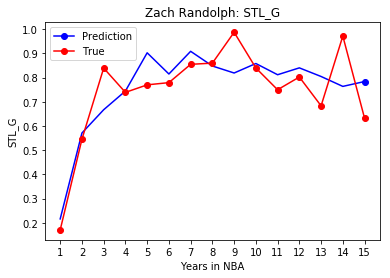 Zach Randolph: STL_G
Prediction
True
STL_G
1.0
0.9
0.8
0.7
0.6
0.5
0.4
0.3
0.2
1 2 3 4 5 6 7 8 9 10 11 12 13 14 15
Years in NBA